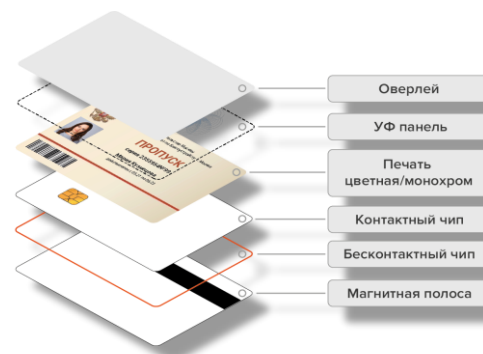 Оверлей
УФ панель
Печать
цветная/монохром
ПРОПУСК
Контактный чип
Бесконтактный чип
Магнитная полоса